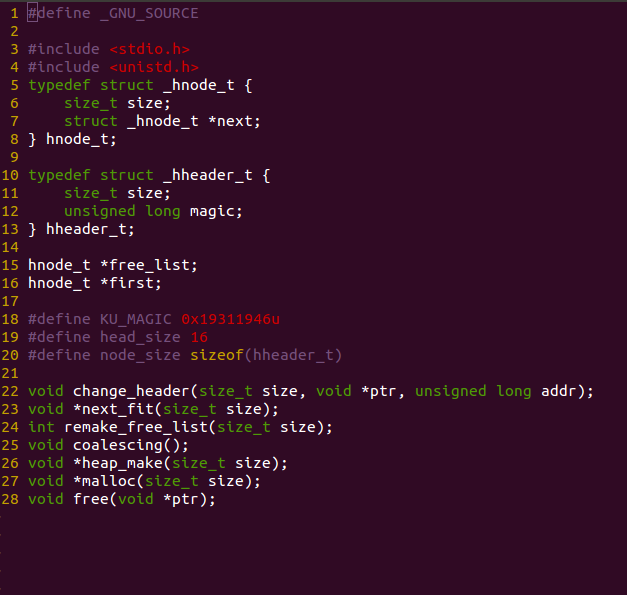 1 #define _GNU_SOURCE
2
3 #include <stdio.h>
4 #include <unistd.h>
5 typedef struct _hnode_t {
6     size_t size;
7     struct _hnode_t *next;
8 } hnode_t;
9
10 typedef struct _hheader_t {
11     size_t size;
12     unsigned long magic;
13 } hheader_t;
14
15 hnode_t *free_list;
16 hnode_t *first;
17
18 #define KU_MAGIC 0x19311946u
19 #define head_size 16
20 #define node_size sizeof(hheader_t)
21
22 void change_header(size_t size, void *ptr, unsigned long addr);
23 void *next_fit(size_t size);
24 int remake_free_list(size_t size);
25 void coalescing();
26 void *heap_make(size_t size);
27 void *malloc(size_t size);
28 void free(void *ptr);